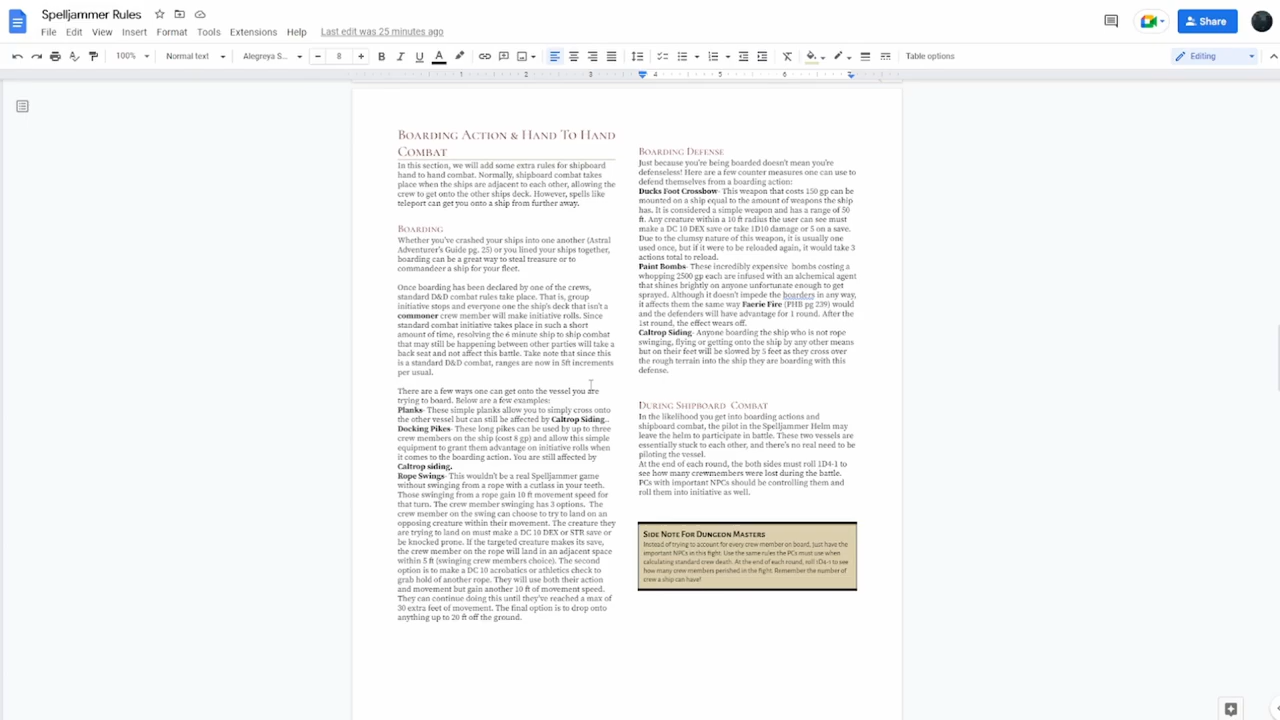 Spelljammer Rules
File Edit View Insert Format Tools Extensions Help Last edit was 25 minutes ago
Share
100% Normal text Alegreya S... 8 Table options Editing
1 2 3 4 5 6 7
Boarding Action & Hand To Hand
Combat
In this section, we will add some extra rules for shipboard
hand to hand combat. Normally, shipboard combat takes
place when the ships are adjacent to each other, allowing the
crew to get onto the other ships deck. However, spells like
teleport can get you onto a ship from further away.
Boarding
Whether you've crashed your ships into one another (Astral
Adventurer's Guide pg. 25) or you lined your ships together,
boarding can be a great way to steal treasure or to
commandeer a ship for your fleet.
Once boarding has been declared by one of the crews,
standard D&D combat rules take place. That is, group
initiative stops and everyone one the ship's deck that isn't a
commoner crew member will make initiative rolls. Since
standard combat initiative takes place in such a short
amount of time, resolving the 6 minute ship to ship combat
that may still be happening between other parties will take a
back seat and not affect this battle. Take note that since this
is a standard D&D combat, ranges are now in 5ft increments
per usual.
There are a few ways one can get onto the vessel you are
trying to board. Below are a few examples:
Planks- These simple planks allow you to simply cross onto
the other vessel but can still be affected by Caltrop Siding..
Docking Pikes- These long pikes can be used by up to three
crew members on the ship (cost 8 gp) and allow this simple
equipment to grant them advantage on initiative rolls when
it comes to the boarding action. You are still affected by
Caltrop siding.
Rope Swings- This wouldn't be a real Spelljammer game
without swinging from a rope with a cutlass in your teeth.
Those swinging from a rope gain 10 ft movement speed for
that turn. The crew member swinging has 3 options. The
crew member on the swing can choose to try to land on an
opposing creature within their movement. The creature they
are trying to land on must make a DC 10 DEX or STR save or
be knocked prone. If the targeted creature makes its save,
the crew member on the rope will land in an adjacent space
within 5 ft (swinging crew members choice). The second
option is to make a DC 10 acrobatics or athletics check to
grab hold of another rope. They will use both their action
and movement but gain another 10 ft of movement speed.
They can continue doing this until they've reached a max of
30 extra feet of movement. The final option is to drop onto
anything up to 20 ft off the ground.
Boarding Defense
Just because you're being boarded doesn't mean you're
defenseless! Here are a few counter measures one can use to
defend themselves from a boarding action:
Ducks Foot Crossbow- This weapon that costs 150 gp can be
mounted on a ship equal to the amount of weapons the ship
has. It is considered a simple weapon and has a range of 50
ft. Any creature within a 10 ft radius the user can see must
make a DC 10 DEX save or take 1D10 damage or 5 on a save.
Due to the clumsy nature of this weapon, it is usually one
used once, but if it were to be reloaded again, it would take 3
actions total to reload.
Paint Bombs- These incredibly expensive bombs costing a
whopping 2500 gp each are infused with an alchemical agent
that shines brightly on anyone unfortunate enough to get
sprayed. Although it doesn't impede the boarders in any way,
it affects them the same way Faerie Fire (PHB pg 239) would
and the defenders will have advantage for 1 round. After the
1st round, the effect wears off.
Caltrop Siding- Anyone boarding the ship who is not rope
swinging, flying or getting onto the ship by any other means
but on their feet will be slowed by 5 feet as they cross over
the rough terrain into the ship they are boarding with this
defense.
During Shipboard Combat
In the likelihood you get into boarding actions and
shipboard combat, the pilot in the Spelljammer Helm may
leave the helm to participate in battle. These two vessels are
essentially stuck to each other, and there's no real need to be
piloting the vessel.
At the end of each round, the both sides must roll 1D4-1 to
see how many crewmembers were lost during the battle.
PCs with important NPCs should be controlling them and
roll them into initiative as well.
Side Note For Dungeon Masters
Instead of trying to account for every crew member on board, just have the
important NPCs in this fight. Use the same rules the PCs must use when
calculating standard crew death. At the end of each round, roll 1D4-1 to see
how many crew members perished in the fight. Remember the number of
crew a ship can have!